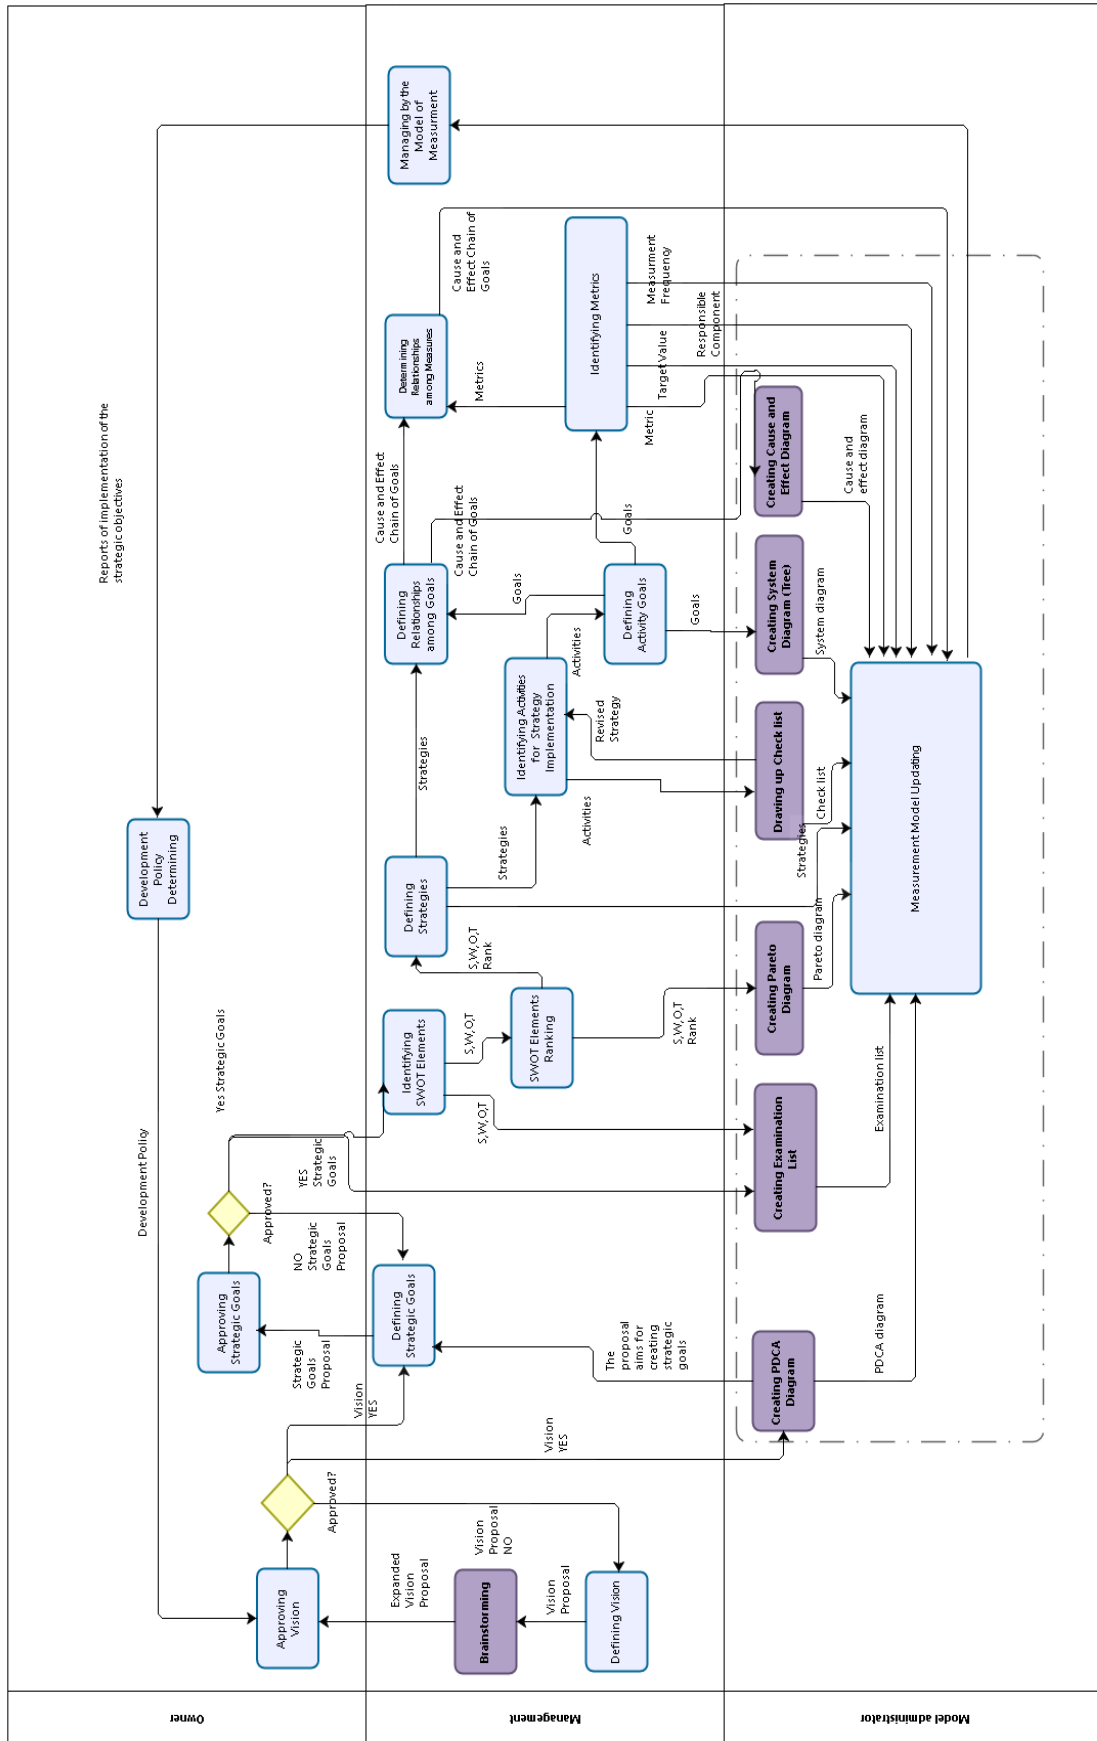 Owner
Development Policy
Development
Policy
Determining
Reports of implementation of the
strategic objectives
Approving
Vision
Approved?
Vision
YES
Approving
Strategic Goals
Approved?
Yes Strategic Goals
YES
Strategic
Goals
NO
Strategic
Goals
Proposal
Strategic
Goals
Proposal
Management
Expanded
Vision
Proposal
Brainstorming
Vision
Proposal
NO
Vision
Proposal
Defining Vision
Vision
YES
Defining
Strategic Goals
The
proposal
aims for
creating
strategic
goals
Identifying
SWOT Elements
S,W,O,T
S,W,O,T
SWOT Elements
Ranking
S,W,O,T
Rank
S,W,O,T
Rank
Defining
Strategies
Strategies
Strategies
Identifying Activities
for Strategy
Implementation
Activities
Revised
Strategy
Activities
Defining
Relationships
among Goals
Goals
Defining
Activity Goals
Goals
Goals
Cause and Effect
Chain of Goals
Cause and Effect
Chain of Goals
Determining
Relationships
among Measures
Metrics
Cause and
Effect Chain of
Goals
Identifying Metrics
Metric
Target Value
Responsible
Component
Measurment
Frequency
Managing by the
Model of
Measurment
Model administrator
Creating PDCA
Diagram
PDCA diagram
Creating Examination
List
Examination list
Creating Pareto
Diagram
Pareto diagram
Strategies
Draving up Check list
Check list
Creating System
Diagram (Tree)
System diagram
Creating Cause and
Effect Diagram
Cause and
effect diagram
Measurement Model Updating